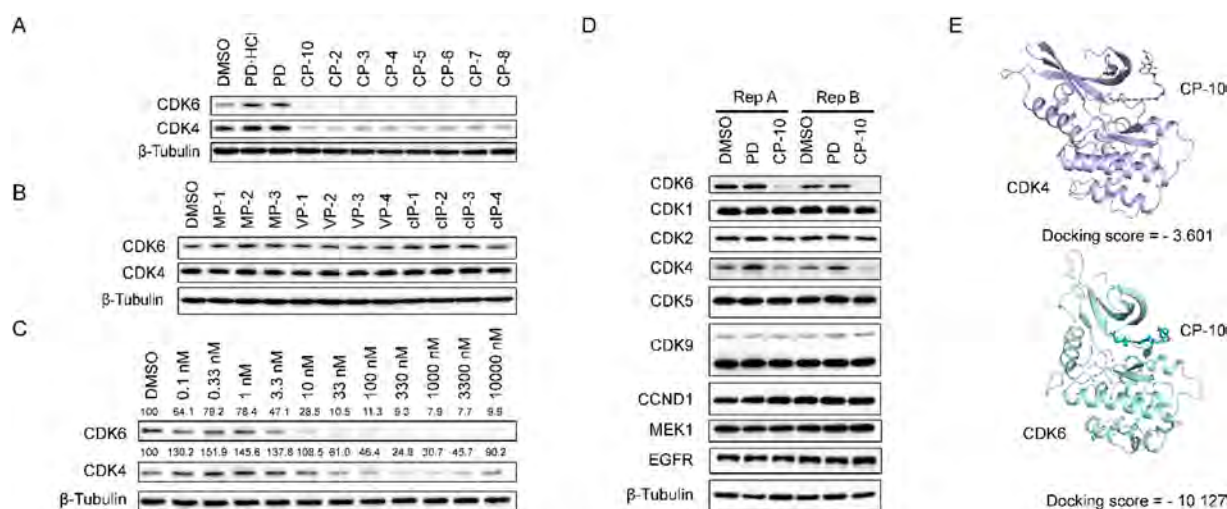 A
DMSO PD·HCl PD CP-10 CP-2 CP-3 CP-4 CP-5 CP-6 CP-7 CP-8
CDK6
CDK4
β-Tubulin
B
DMSO MP-1 MP-2 MP-3 VP-1 VP-2 VP-3 VP-4 cIP-1 cIP-2 cIP-3 cIP-4
CDK6
CDK4
β-Tubulin
C
DMSO 0.1 nM 0.33 nM 1 nM 3.3 nM 10 nM 33 nM 100 nM 330 nM 1000 nM 3300 nM 10000 nM
100 64.1 79.2 78.4 47.1 28.5 10.5 11.3 9.3 7.9 7.7 9.9
CDK6
100 130.2 151.9 145.6 137.6 108.5 61.0 46.4 24.8 30.7 45.7 90.2
CDK4
β-Tubulin
D
Rep A Rep B
DMSO PD CP-10 DMSO PD CP-10
CDK6
CDK1
CDK2
CDK4
CDK5
CDK9
CCND1
MEK1
EGFR
β-Tubulin
E
CP-10
CDK4
Docking score = - 3.601
CP-10
CDK6
Docking score = - 10 127